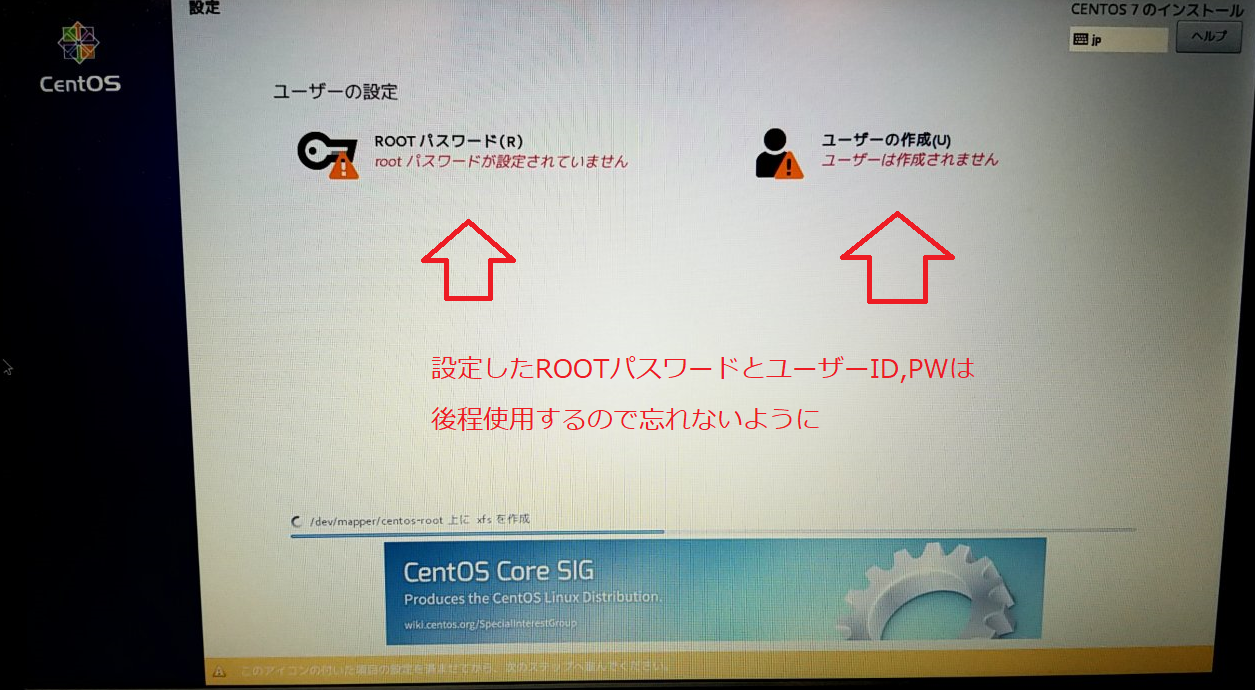 設定
CENTOS 7 のインストール
jp
ヘルプ
CentOS
ユーザーの設定
ROOT パスワード(R)
root パスワードが設定されていません
ユーザーの作成(U)
ユーザーは作成されません
設定したROOTパスワードとユーザーID,PWは
後程使用するので忘れないように
/dev/mapper/centos-root 上に xfs を作成
CentOS Core SIG
Produces the CentOS Linux Distribution.
wiki.centos.org/SpecialInterestGroup
このアイコンの付いた項目の設定を済ませてから、次のステップへ進んでください。